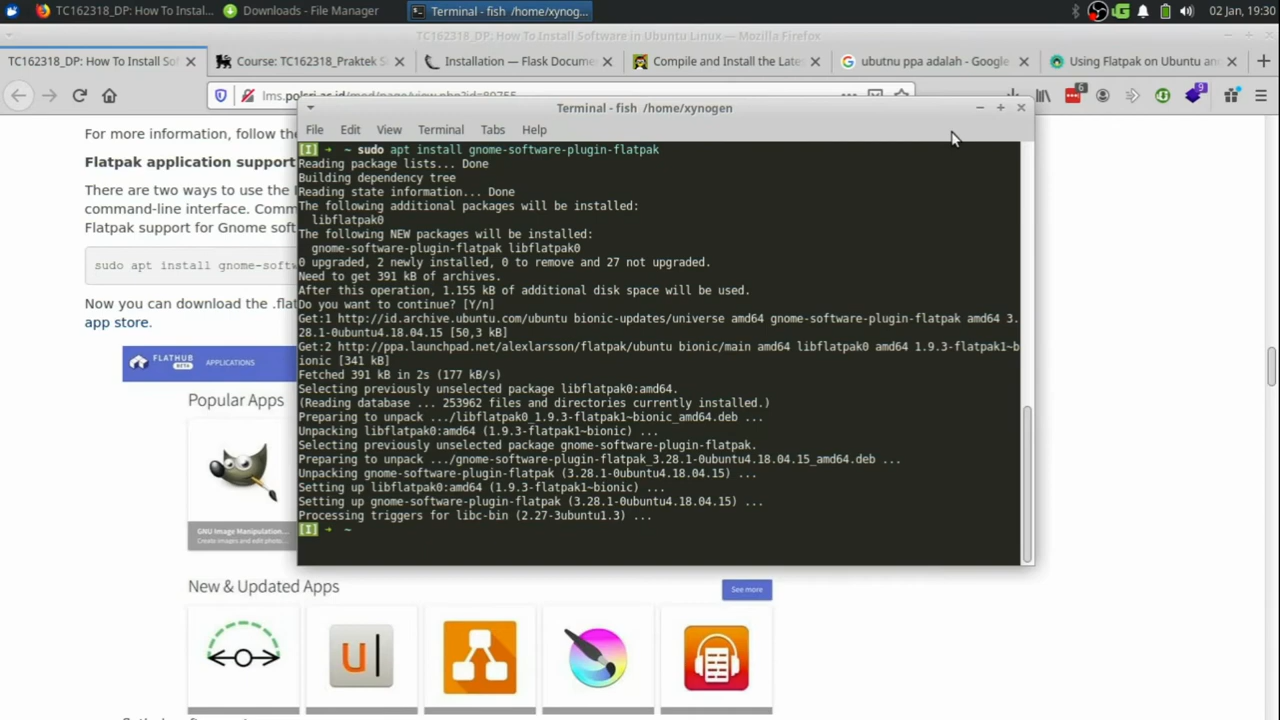 TC162318_DP: How To Instal...
Downloads - File Manager
Terminal - fish /home/xynog...
02 Jan, 19:30
TC162318_DP: How To Install Software in Ubuntu Linux — Mozilla Firefox
TC162318_DP: How To Install Sof
Course: TC162318_Praktek S
Installation — Flask Docume
Compile and Install the Lates
ubutnu ppa adalah - Google
Using Flatpak on Ubuntu an
6
9
Terminal - fish /home/xynogen
File Edit View Terminal Tabs Help
For more information, follow the
Flatpak application support
There are two ways to use the
command-line interface. Comm
Flatpak support for Gnome soft
sudo apt install gnome-softw
Now you can download the .flat
app store.
FLATHUB
BETA
APPLICATIONS
Popular Apps
GNU Image Manipulation...
Create images and edit photo...
[I] ➜ ~ sudo apt install gnome-software-plugin-flatpak
Reading package lists... Done
Building dependency tree
Reading state information... Done
The following additional packages will be installed:
libflatpak0
The following NEW packages will be installed:
gnome-software-plugin-flatpak libflatpak0
0 upgraded, 2 newly installed, 0 to remove and 27 not upgraded.
Need to get 391 kB of archives.
After this operation, 1.155 kB of additional disk space will be used.
Do you want to continue? [Y/n]
Get:1 http://id.archive.ubuntu.com/ubuntu bionic-updates/universe amd64 gnome-software-plugin-flatpak amd64 3.
28.1-0ubuntu4.18.04.15 [50,3 kB]
Get:2 http://ppa.launchpad.net/alexlarsson/flatpak/ubuntu bionic/main amd64 libflatpak0 amd64 1.9.3-flatpak1~b
ionic [341 kB]
Fetched 391 kB in 2s (177 kB/s)
Selecting previously unselected package libflatpak0:amd64.
(Reading database ... 253962 files and directories currently installed.)
Preparing to unpack .../libflatpak0_1.9.3-flatpak1~bionic_amd64.deb ...
Unpacking libflatpak0:amd64 (1.9.3-flatpak1~bionic) ...
Selecting previously unselected package gnome-software-plugin-flatpak.
Preparing to unpack .../gnome-software-plugin-flatpak_3.28.1-0ubuntu4.18.04.15_amd64.deb ...
Unpacking gnome-software-plugin-flatpak (3.28.1-0ubuntu4.18.04.15) ...
Setting up libflatpak0:amd64 (1.9.3-flatpak1~bionic) ...
Setting up gnome-software-plugin-flatpak (3.28.1-0ubuntu4.18.04.15) ...
Processing triggers for libc-bin (2.27-3ubuntu1.3) ...
[I] ➜ ~
New & Updated Apps
See more
u